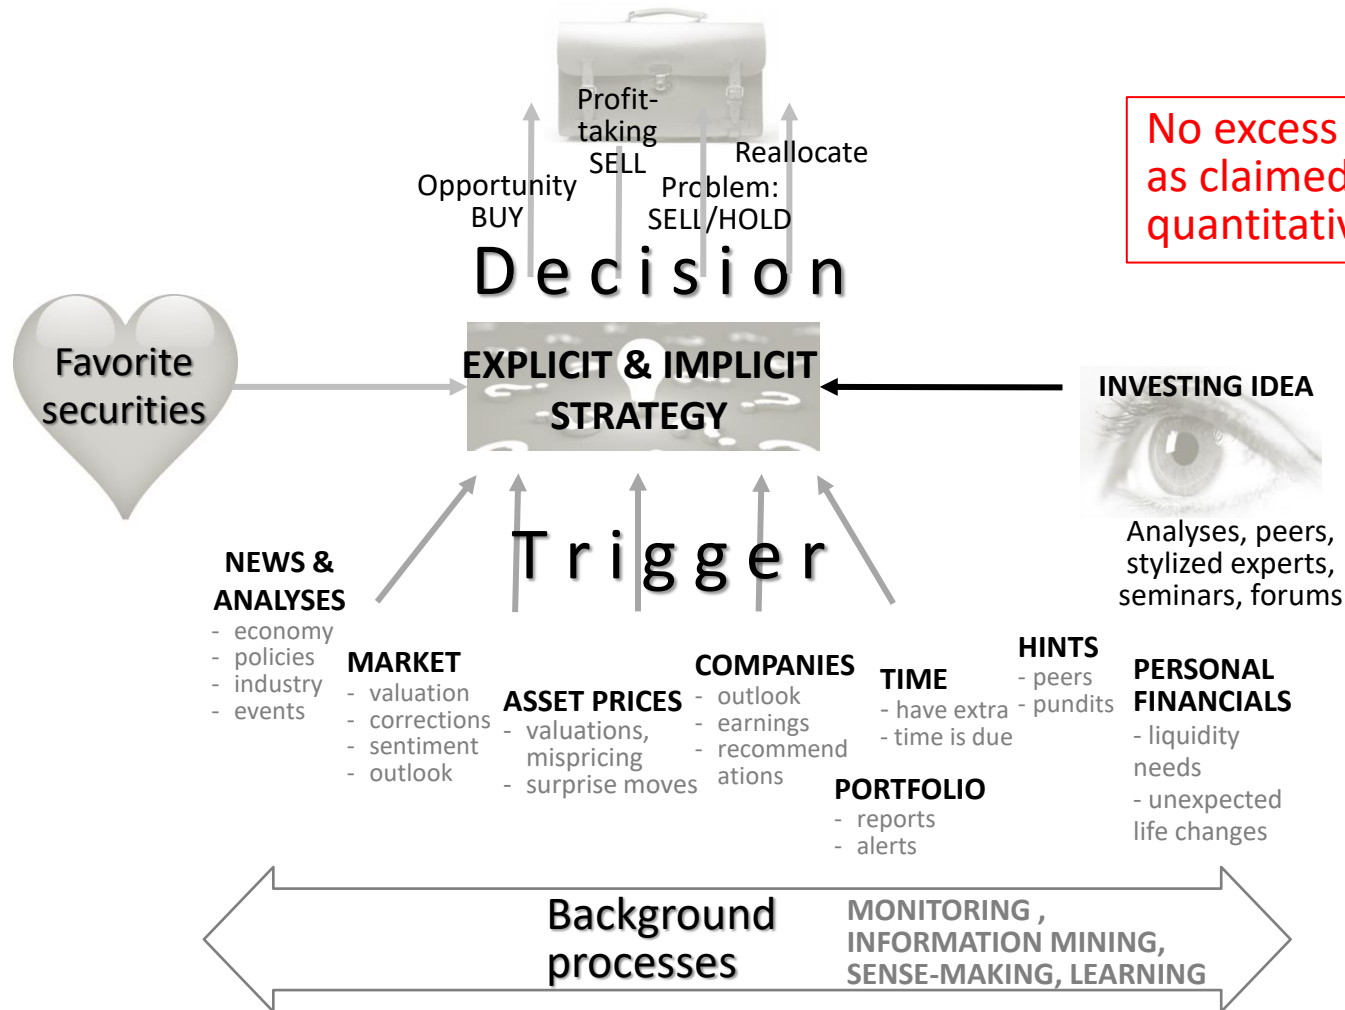 Profit-
taking
SELL
Opportunity
BUY
Problem:
SELL/HOLD
Reallocate
No excess
as claimed
quantitativ
Decision
Favorite
securities
EXPLICIT & IMPLICIT
STRATEGY
INVESTING IDEA
Analyses, peers,
stylized experts,
seminars, forums
Trigger
NEWS &
ANALYSES
- economy
- policies
- industry
- events
MARKET
- valuation
- corrections
- sentiment
- outlook
ASSET PRICES
- valuations,
mispricing
- surprise moves
COMPANIES
- outlook
- earnings
- recommend
ations
TIME
- have extra
- time is due
PORTFOLIO
- reports
- alerts
HINTS
- peers
- pundits
PERSONAL
FINANCIALS
- liquidity
needs
- unexpected
life changes
Background
processes
MONITORING ,
INFORMATION MINING,
SENSE-MAKING, LEARNING